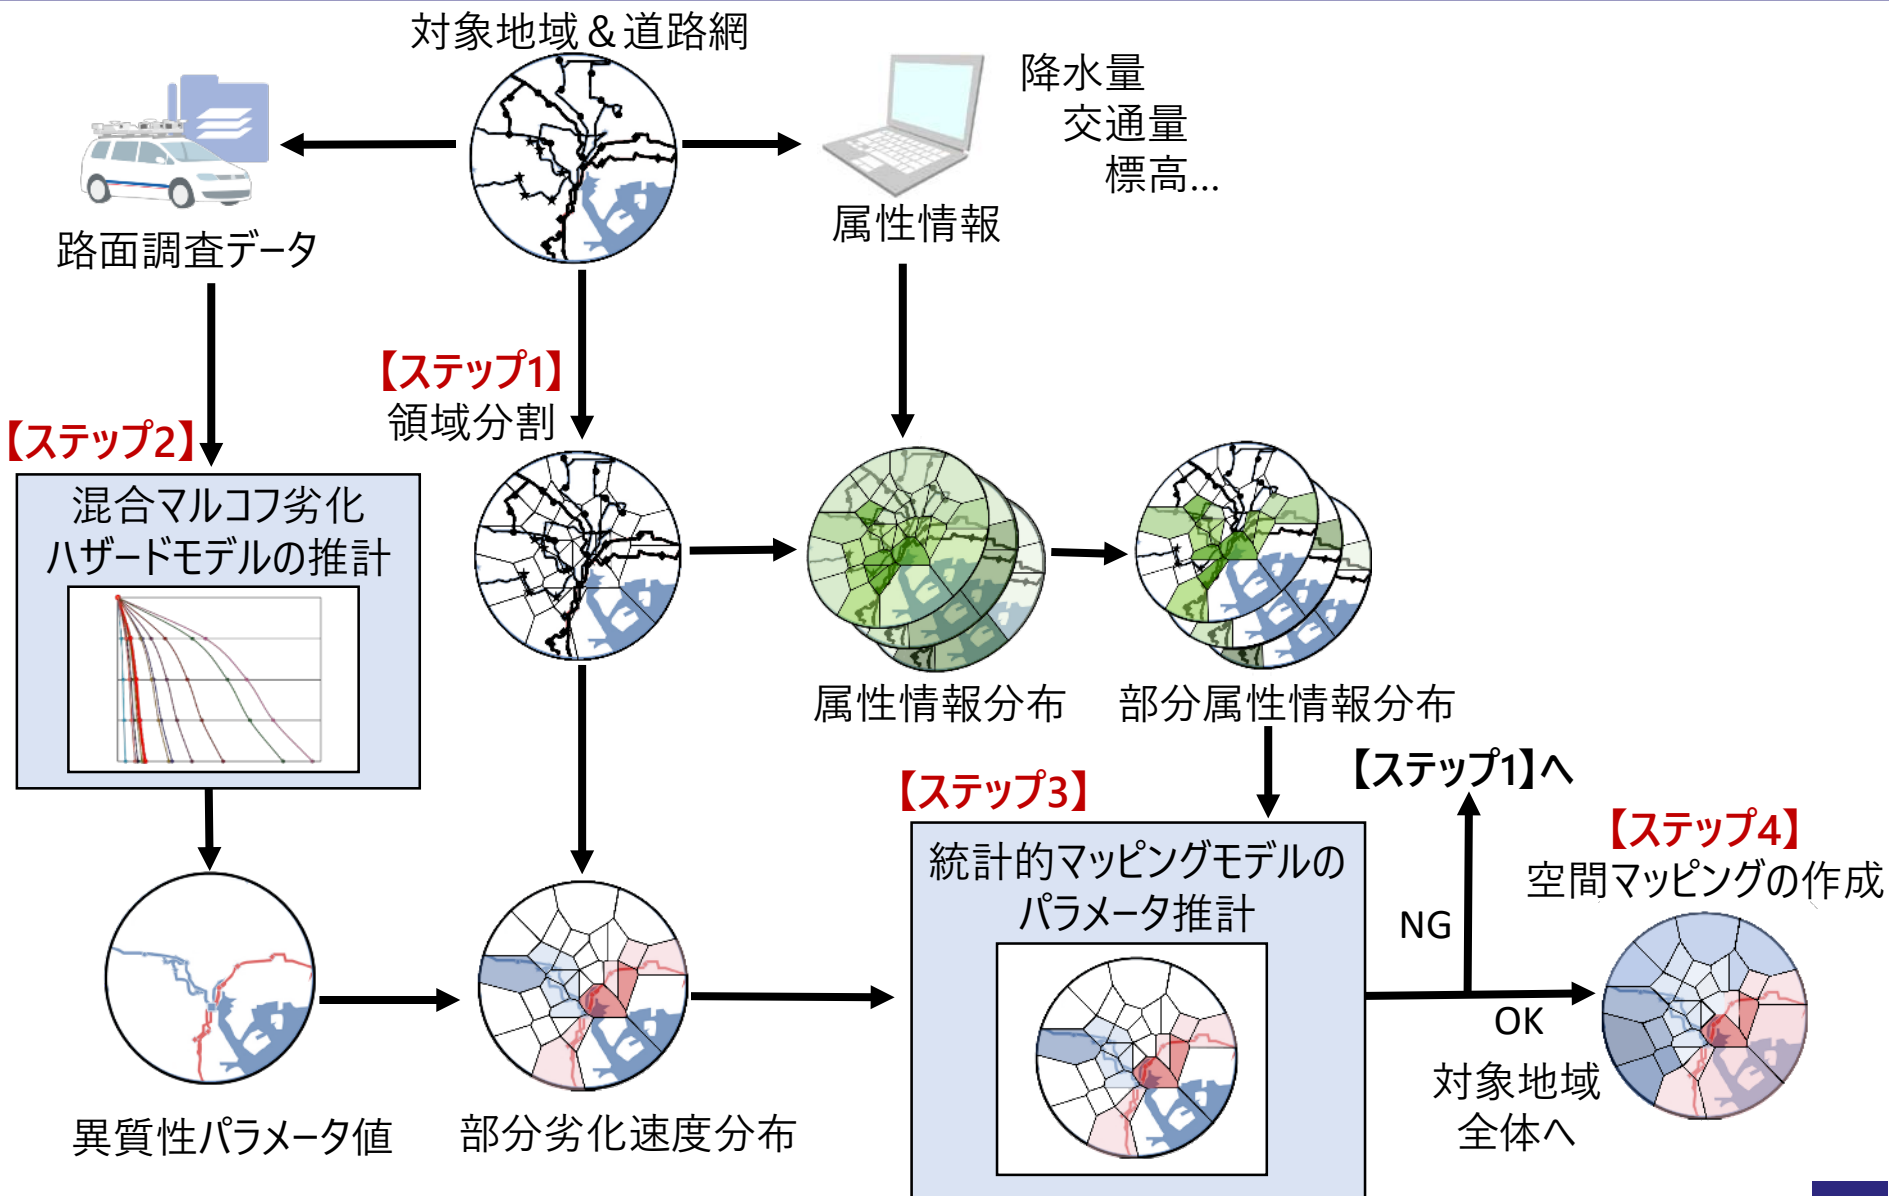 対象地域＆道路網
降水量
交通量
標高...
路面調査データ
属性情報
【ステップ1】
領域分割
【ステップ2】
混合マルコフ劣化
ハザードモデルの推計
属性情報分布
部分属性情報分布
【ステップ1】へ
【ステップ3】
統計的マッピングモデルの
パラメータ推計
【ステップ4】
空間マッピングの作成
NG
OK
対象地域
全体へ
異質性パラメータ値
部分劣化速度分布